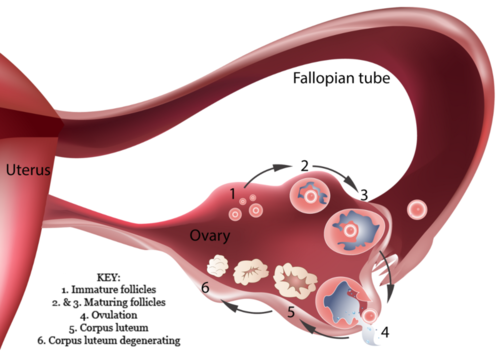 Fallopian tube
Uterus
2
1
3
Ovary
KEY:
1. Immature follicles
2. & 3. Maturing follicles
4. Ovulation
5. Corpus luteum
6. Corpus luteum degenerating
6
5
4